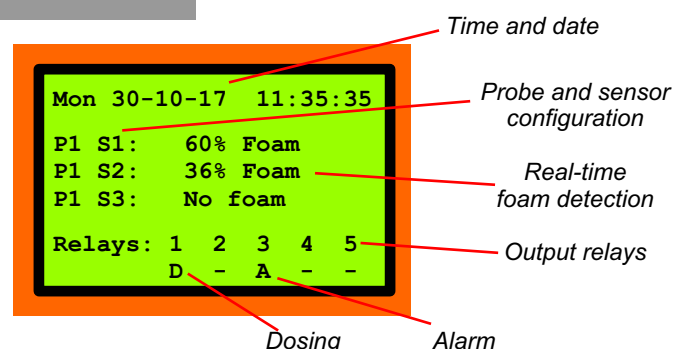 Time and date
Mon 30-10-17 11:35:35
Probe and sensor
configuration
P1 S1: 60% Foam
P1 S2: 36% Foam
P1 S3: No foam
Real-time
foam detection
Relays: 1 2 3 4 5
D - A - -
Output relays
Dosing
Alarm